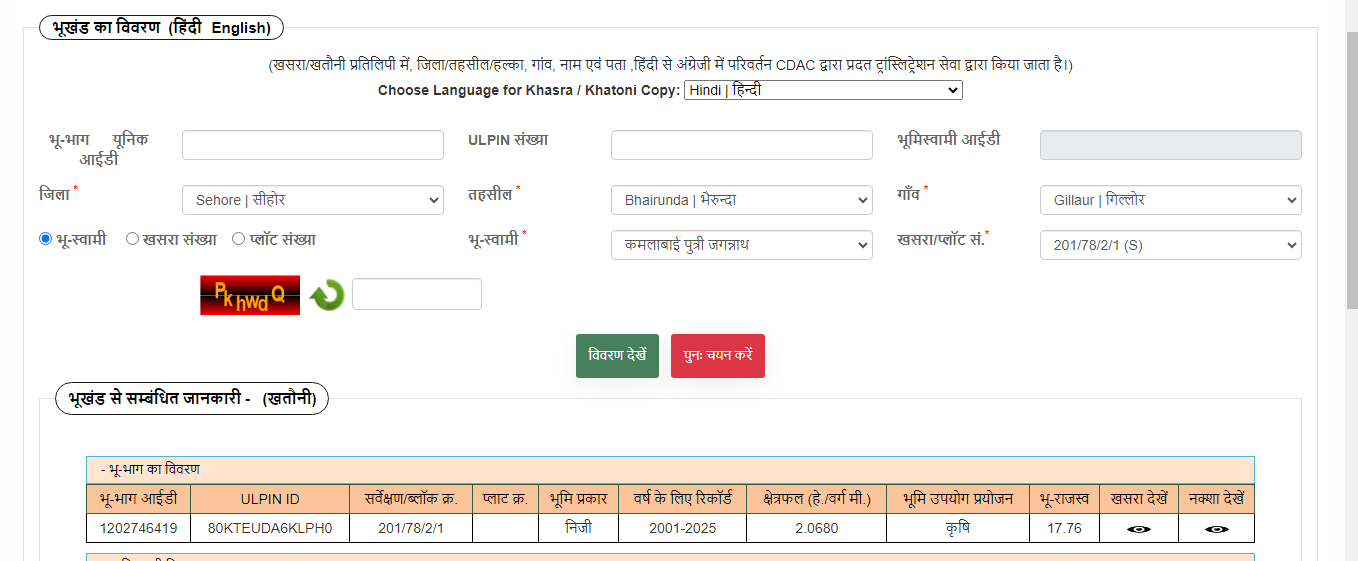 भूखंड का विवरण (हिंदी English)
(खसरा/खतौनी प्रतिलिपी में, जिला/तहसील/हल्का, गांव, नाम एवं पता ,हिंदी से अंग्रेजी में परिवर्तन CDAC द्वारा प्रदत ट्रांस्लिट्रेशन सेवा द्वारा किया जाता है।)
Choose Language for Khasra / Khatoni Copy: Hindi | हिन्दी
भू-भाग यूनिक आईडी
ULPIN संख्या
भूमिस्वामी आईडी
जिला * Sehore | सीहोर
तहसील * Bhairunda | भैरुन्दा
गाँव * Gillaur | गिल्लोर
भू-स्वामी खसरा संख्या प्लॉट संख्या
भू-स्वामी * कमलाबाई पुत्री जगन्नाथ
खसरा/प्लॉट सं.* 201/78/2/1 (S)
PkhwdQ
विवरण देखें पुनः चयन करें
भूखंड से सम्बंधित जानकारी - (खतौनी)
- भू-भाग का विवरण
भू-भाग आईडी ULPIN ID सर्वेक्षण/ब्लॉक क्र. प्लाट क्र. भूमि प्रकार वर्ष के लिए रिकॉर्ड क्षेत्रफल (हे./वर्ग मी.) भूमि उपयोग प्रयोजन भू-राजस्व खसरा देखें नक्शा देखें
1202746419 80KTEUDA6KLPH0 201/78/2/1 निजी 2001-2025 2.0680 कृषि 17.76